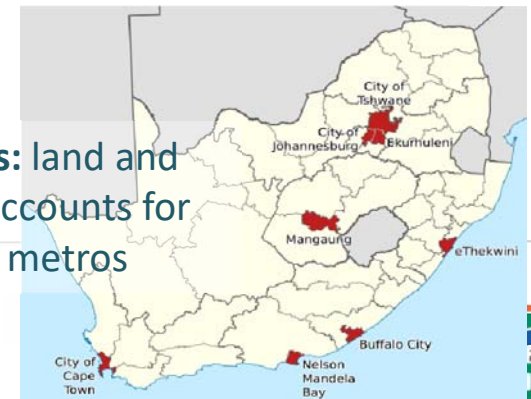 City of
Tshwane
City of
Johannesburg
Ekurhuleni
s: land and
ccounts for
metros
Mangaung
eThekwini
Buffalo City
City of
Cape
Town
Nelson
Mandela
Bay